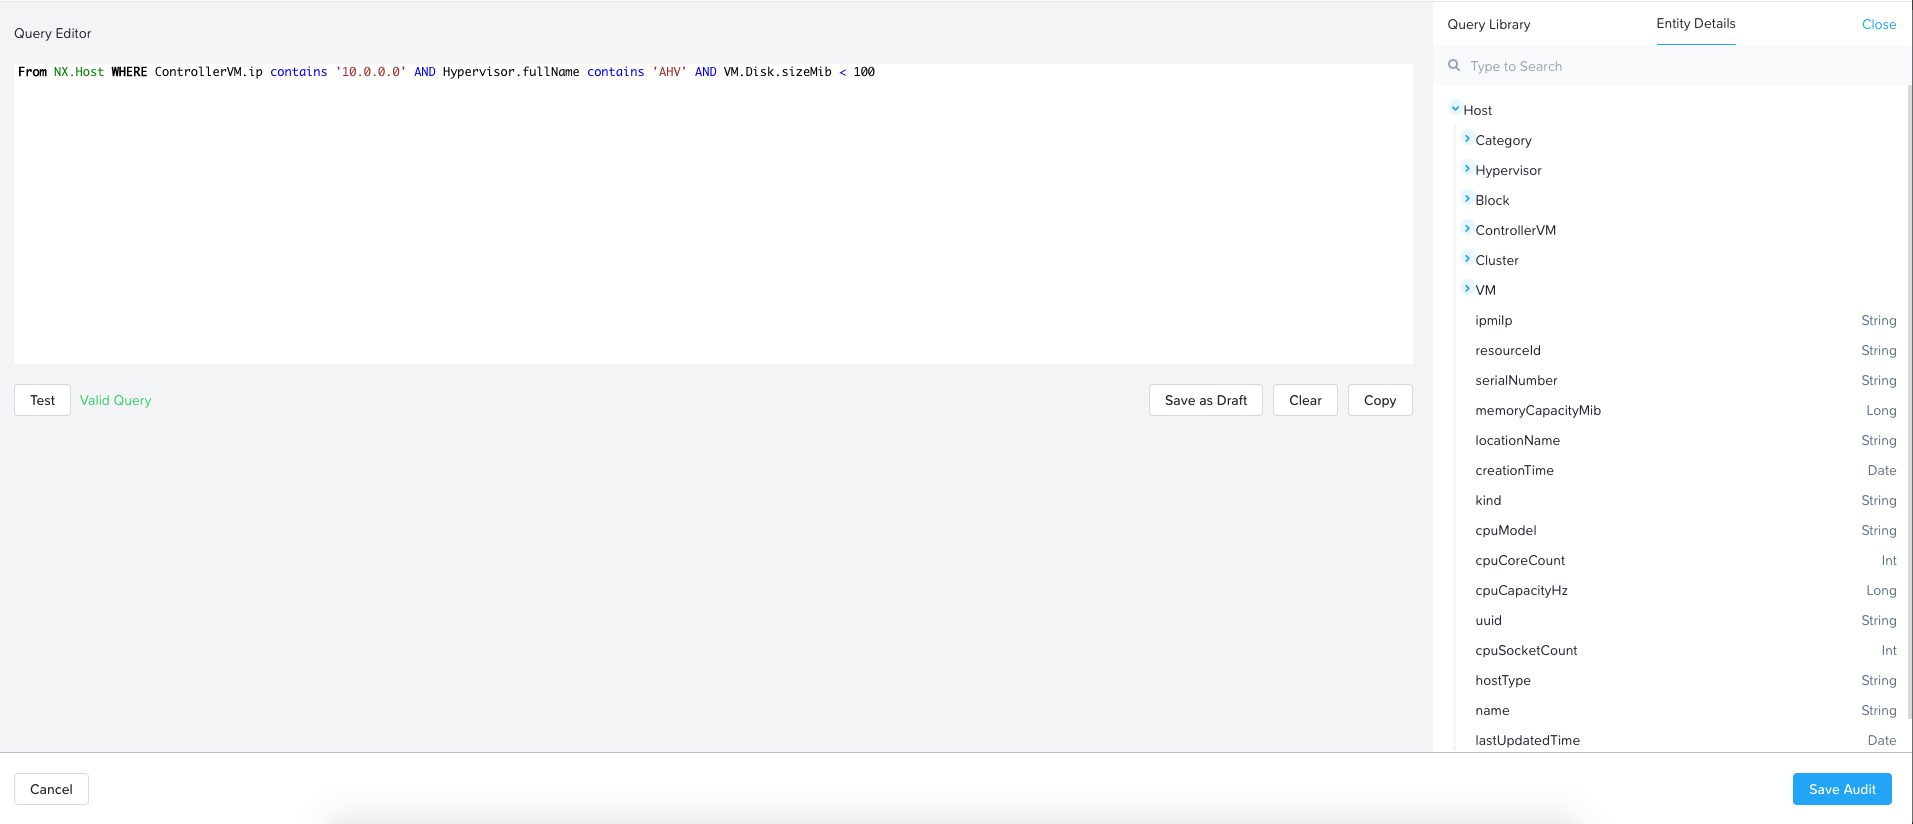 Query Editor
From NX.Host WHERE ControllerVM.ip contains '10.0.0.0' AND Hypervisor.fullName contains 'AHV' AND VM.Disk.sizeMib < 100
Test
Valid Query
Save as Draft
Clear
Copy
Query Library
Entity Details
Close
Type to Search
Host
Category
Hypervisor
Block
ControllerVM
Cluster
VM
ipmiIp String
resourceId String
serialNumber String
memoryCapacityMib Long
locationName String
creationTime Date
kind String
cpuModel String
cpuCoreCount Int
cpuCapacityHz Long
uuid String
cpuSocketCount Int
hostType String
name String
lastUpdatedTime Date
Cancel
Save Audit